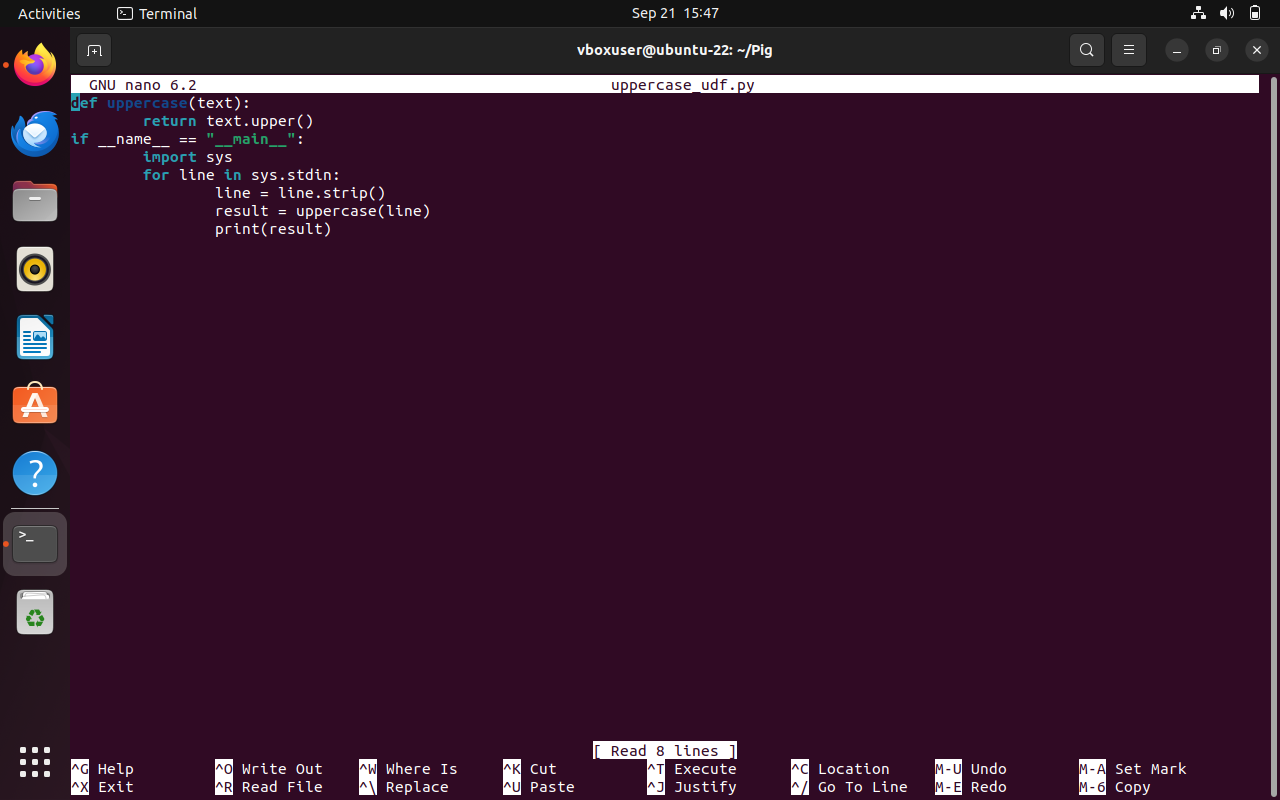 Activities Terminal Sep 21 15:47
vboxuser@ubuntu-22: ~/Pig
GNU nano 6.2 uppercase_udf.py
def uppercase(text):
        return text.upper()
if __name__ == "__main__":
        import sys
        for line in sys.stdin:
                line = line.strip()
                result = uppercase(line)
                print(result)
[ Read 8 lines ]
^G Help ^O Write Out ^W Where Is ^K Cut ^T Execute ^C Location M-U Undo M-A Set Mark
^X Exit ^R Read File ^\ Replace ^U Paste ^J Justify ^/ Go To Line M-E Redo M-6 Copy